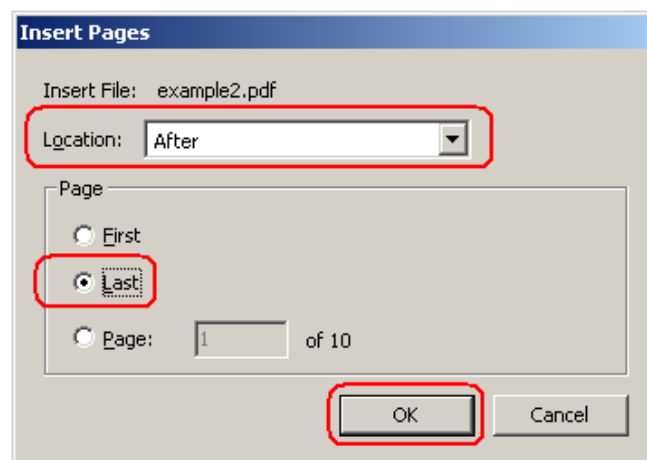 Insert Pages
Insert File: example2.pdf
Location: After
Page
First
Last
Page: 1 of 10
OK Cancel